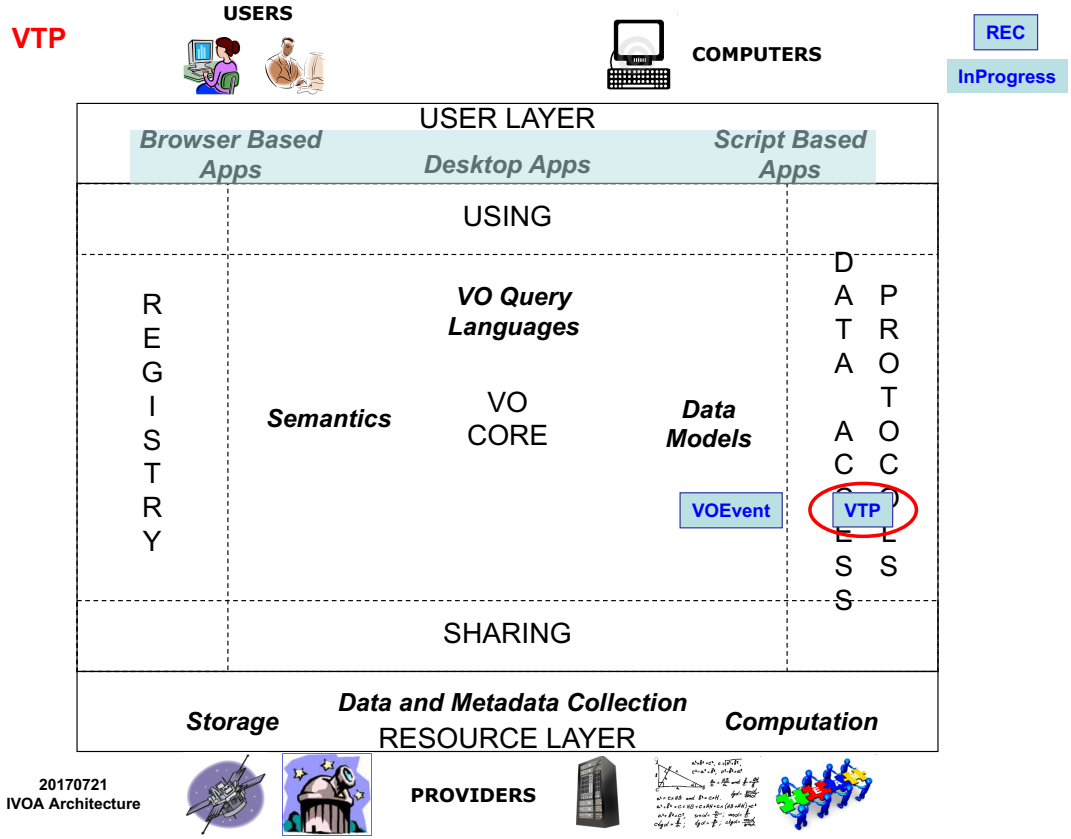 VTP
USERS
COMPUTERS
REC
InProgress
USER LAYER
Browser Based
Apps
Desktop Apps
Script Based
Apps
USING
REGISTRY
VO Query
Languages
Semantics
VO
CORE
Data
Models
DATA ACCESS
PROTOCOLS
VOEvent
VTP
SHARING
Data and Metadata Collection
Storage
Computation
RESOURCE LAYER
20170721
IVOA Architecture
PROVIDERS